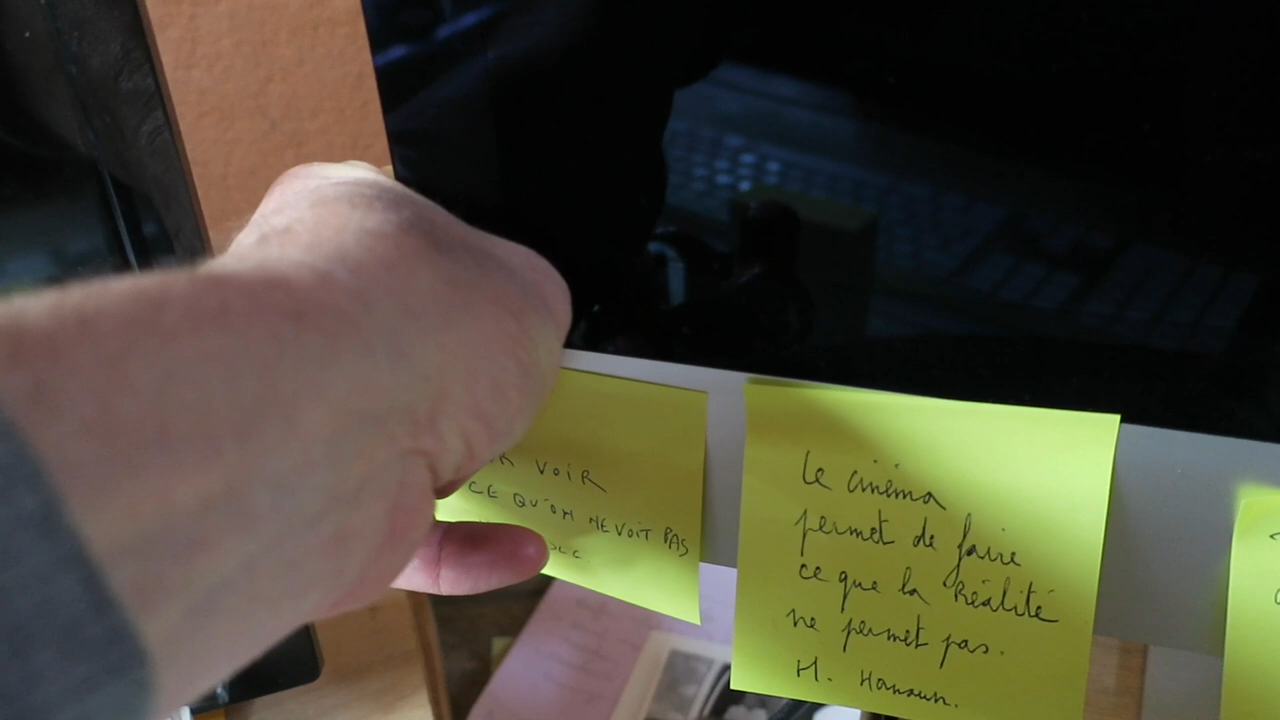 VOIR
CE QU'ON NE VOIT PAS
Le cinéma
permet de faire
ce que la Réalité
ne permet pas.
H. Hanoun.